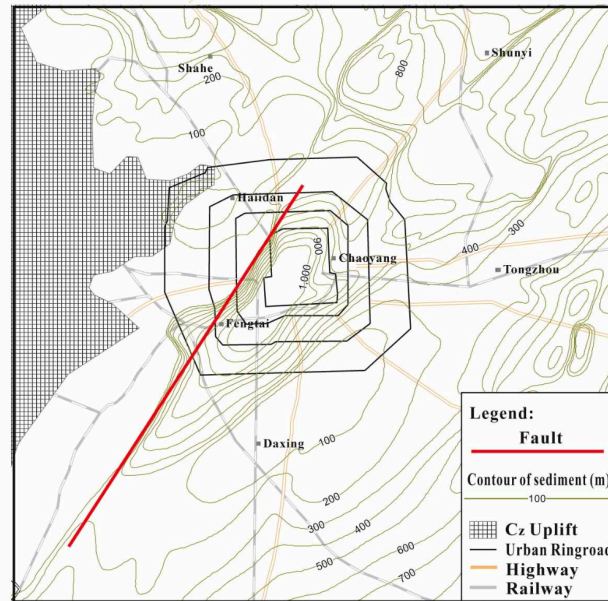 Shunyi
Shahe
200
800
100
Haidan
300
900
400
Chaoyang
1,000
Tongzhou
Fengtai
Daxing
100
200
300
400
500
600
700
Legend:
Fault
Contour of sediment (m)
100
Cz Uplift
Urban Ringroad
Highway
Railway